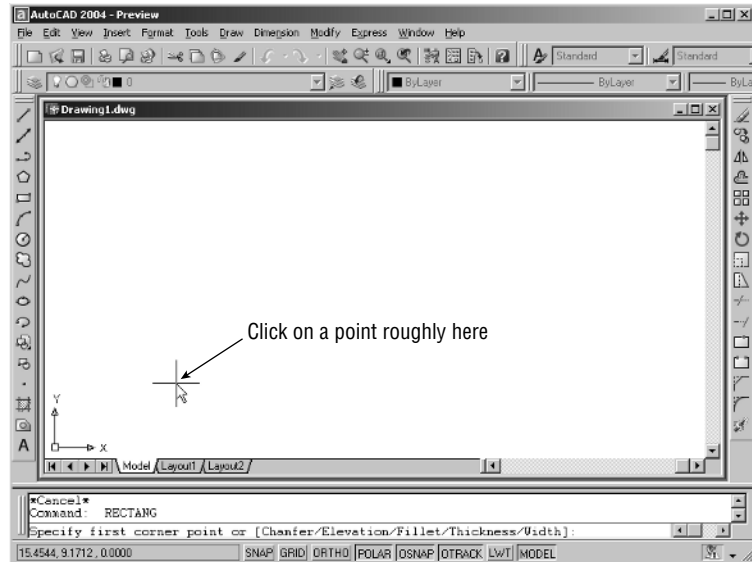 AutoCAD 2004 - Preview
File Edit View Insert Format Tools Draw Dimension Modify Express Window Help
Standard Standard
0 ByLayer ByLayer ByLa
Drawing1.dwg
Click on a point roughly here
Y
X
A
Model Layout1 Layout2
*Cancel*
Command: RECTANG
Specify first corner point or [Chamfer/Elevation/Fillet/Thickness/Width]:
15.4544, 9.1712, 0.0000 SNAP GRID ORTHO POLAR OSNAP OTRACK LWT MODEL